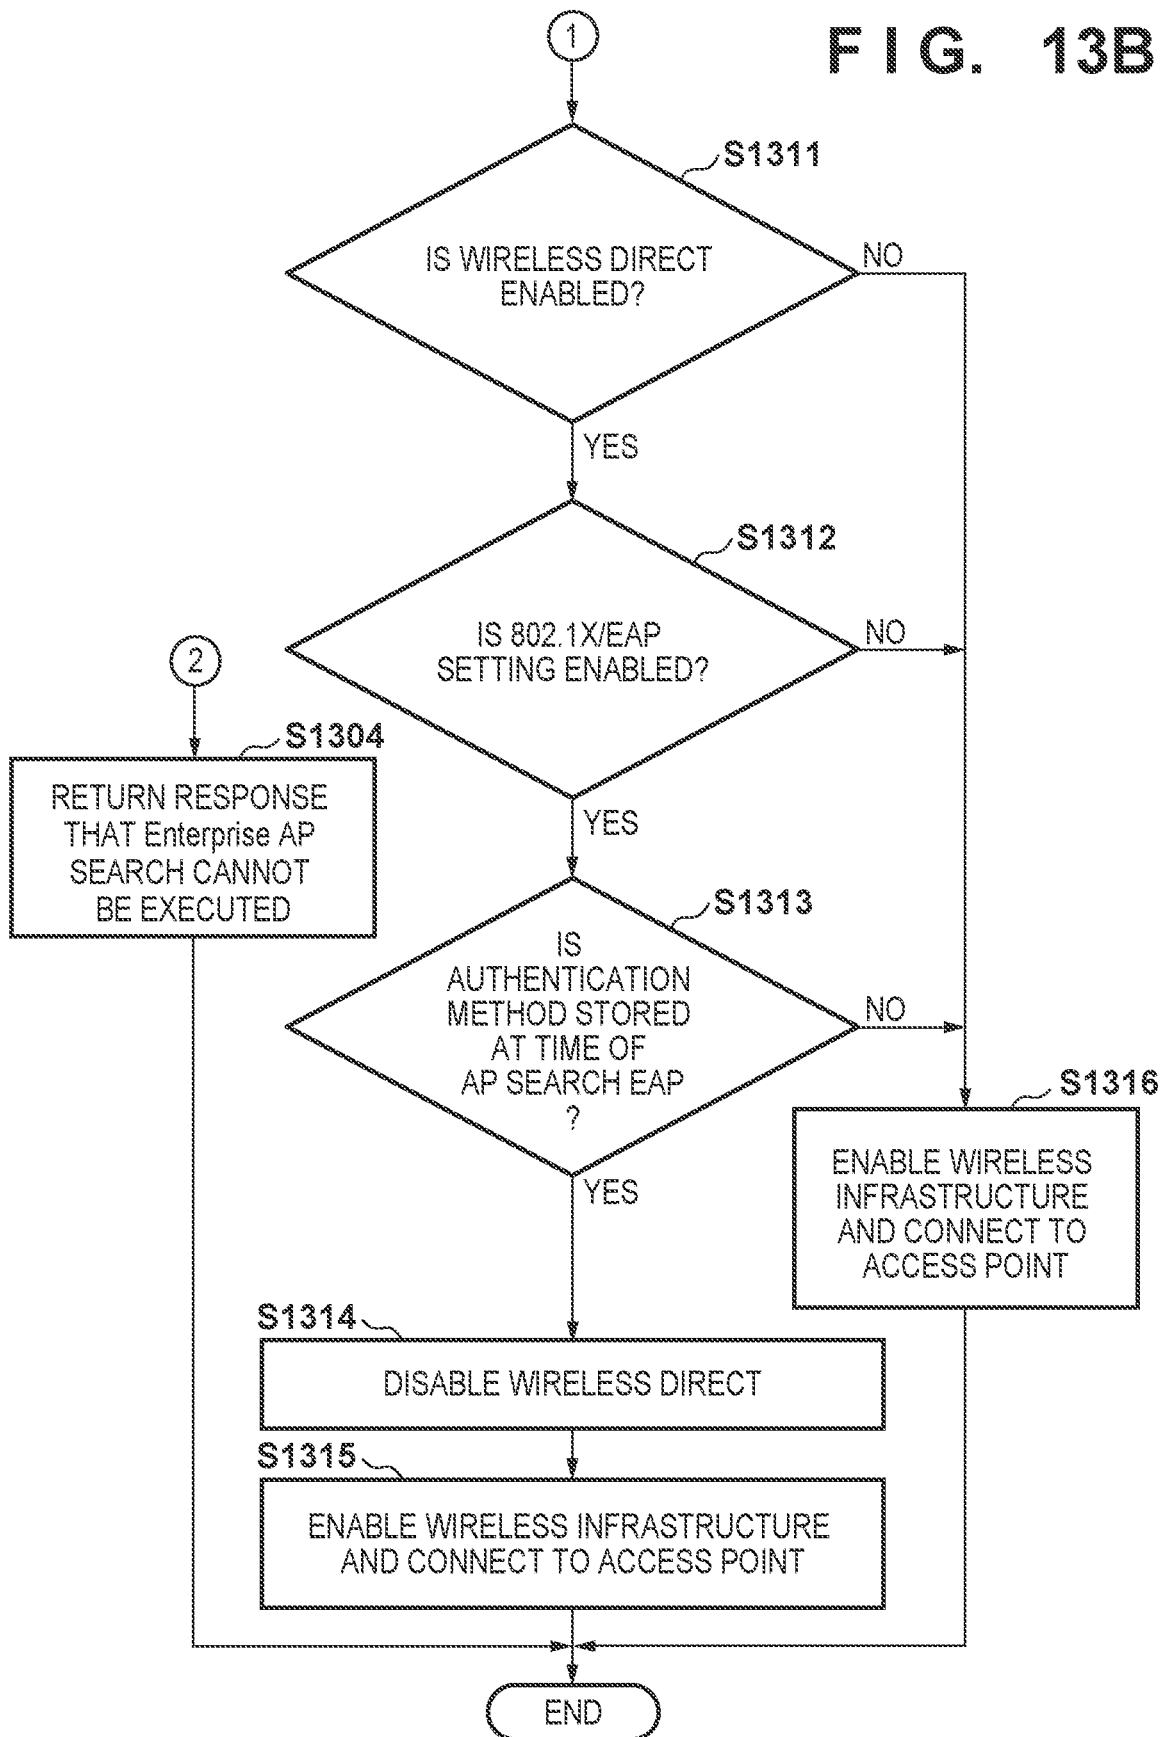 FIG. 13B
1
S1311
IS WIRELESS DIRECT
ENABLED?
NO
YES
S1312
IS 802.1X/EAP
SETTING ENABLED?
NO
YES
2
S1304
RETURN RESPONSE
THAT Enterprise AP
SEARCH CANNOT
BE EXECUTED
S1313
IS
AUTHENTICATION
METHOD STORED
AT TIME OF
AP SEARCH EAP
?
NO
YES
S1316
ENABLE WIRELESS
INFRASTRUCTURE
AND CONNECT TO
ACCESS POINT
S1314
DISABLE WIRELESS DIRECT
S1315
ENABLE WIRELESS INFRASTRUCTURE
AND CONNECT TO ACCESS POINT
END